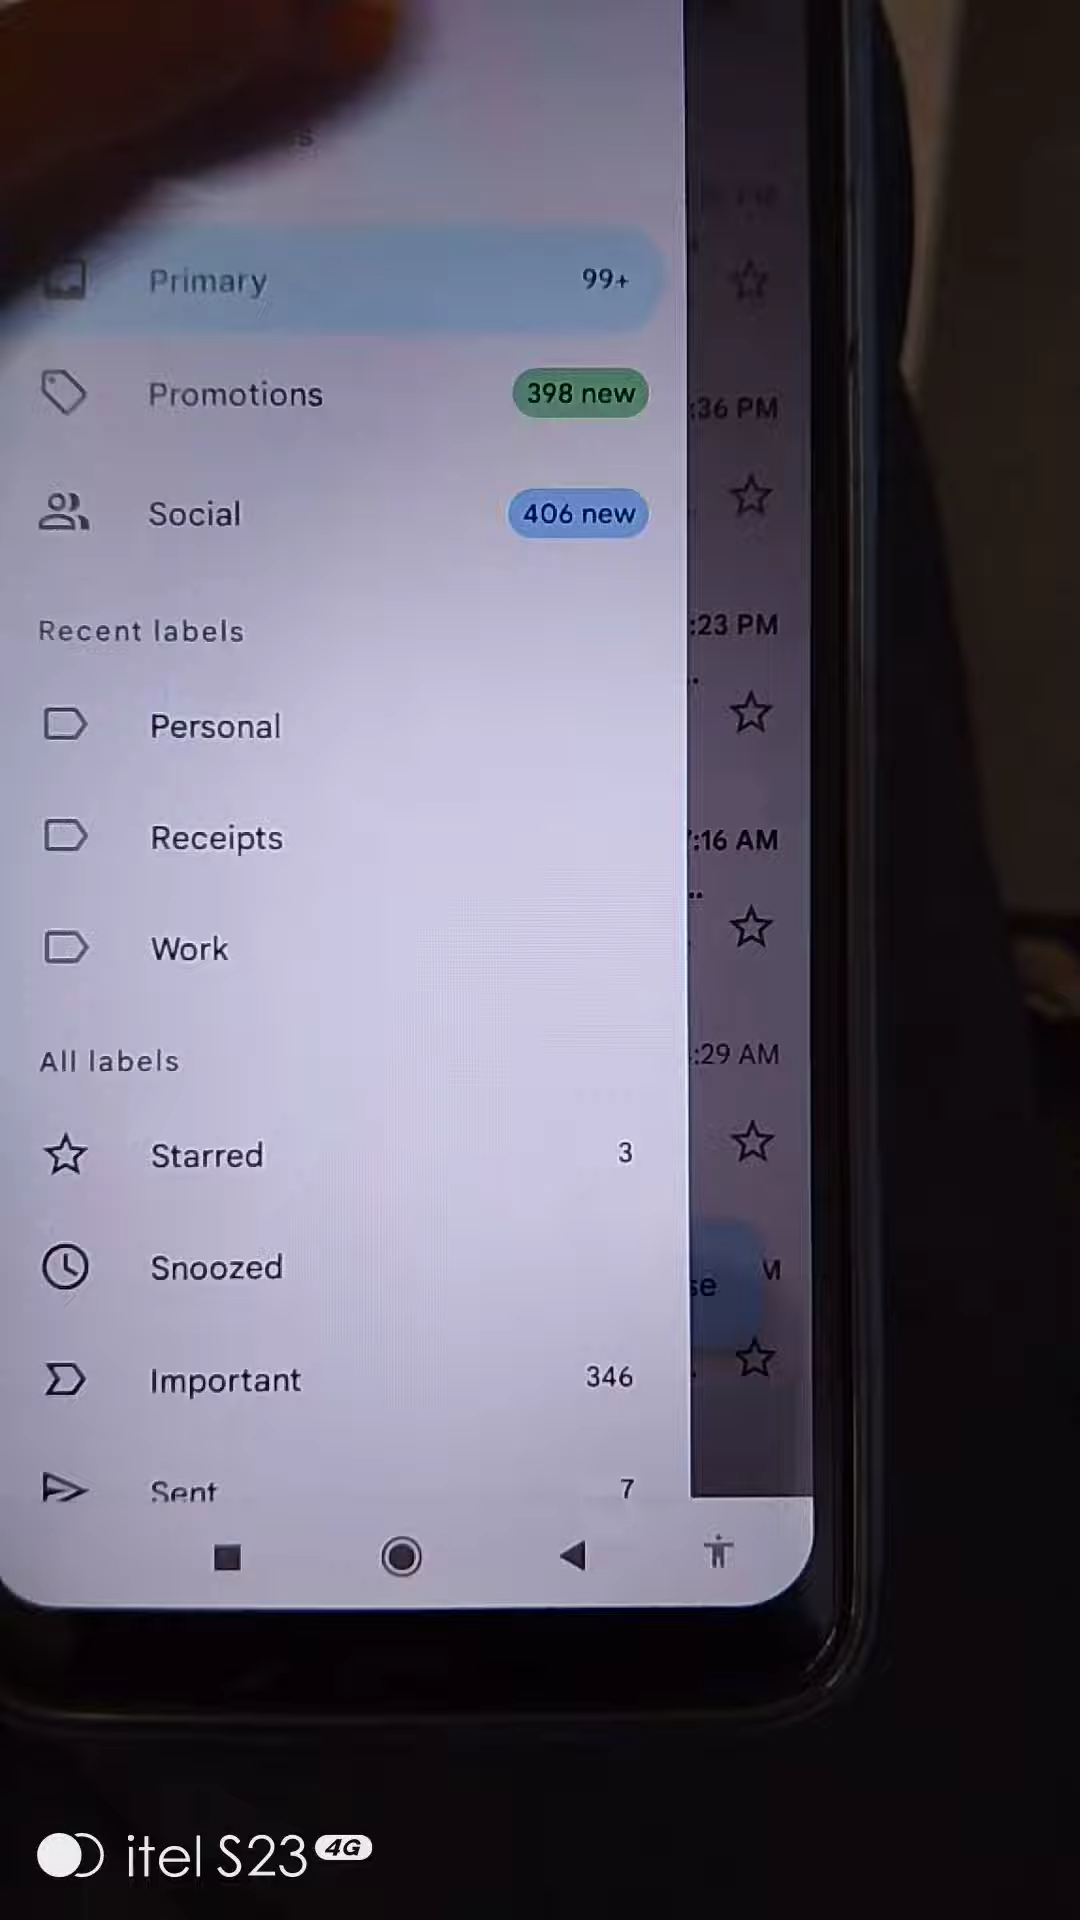 Primary 99+
Promotions 398 new
:36 PM
Social 406 new
Recent labels
:23 PM
Personal
Receipts
:16 AM
Work
All labels
:29 AM
Starred 3
Snoozed
se
M
Important 346
Sent 7
itel S23 4G